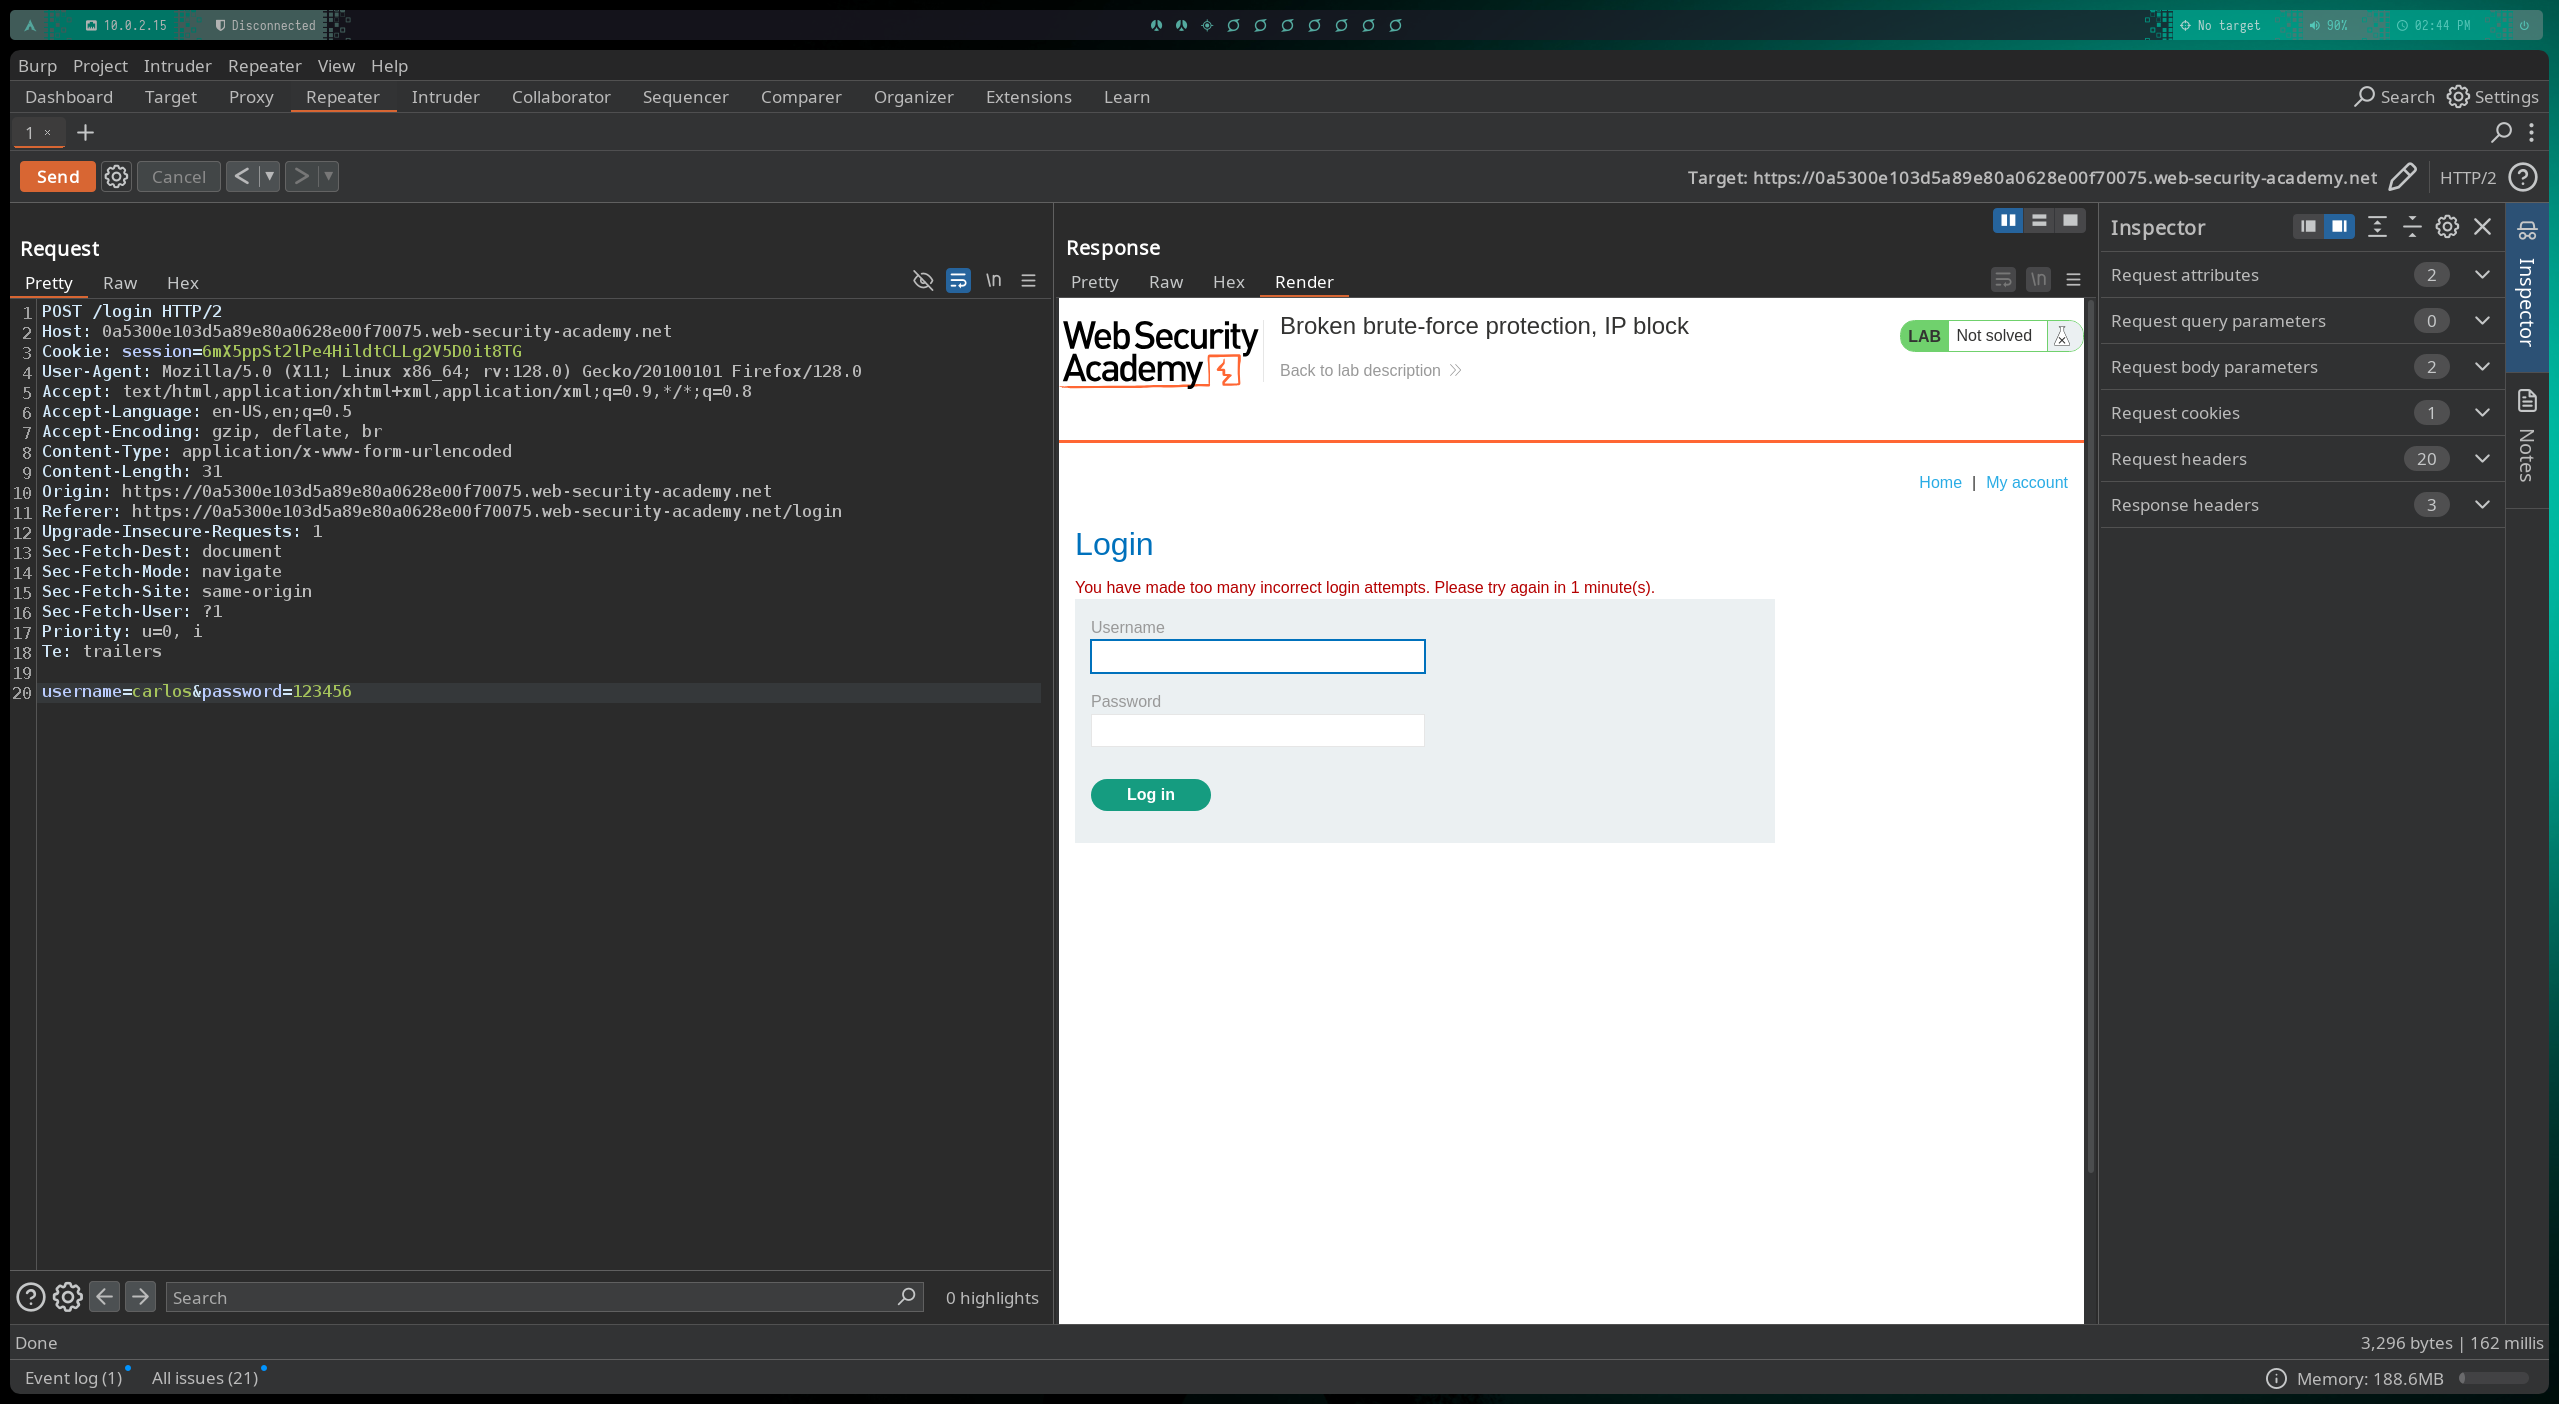 10.0.2.15 Disconnected No target 90% 02:44 PM
Burp Project Intruder Repeater View Help
Dashboard Target Proxy Repeater Intruder Collaborator Sequencer Comparer Organizer Extensions Learn Search Settings
1 ×
Send Cancel < > Target: https://0a5300e103d5a89e80a0628e00f70075.web-security-academy.net HTTP/2
Request
Pretty Raw Hex \n
1 POST /login HTTP/2
2 Host: 0a5300e103d5a89e80a0628e00f70075.web-security-academy.net
3 Cookie: session=6mX5ppSt2lPe4HildtCLLg2V5D0it8TG
4 User-Agent: Mozilla/5.0 (X11; Linux x86_64; rv:128.0) Gecko/20100101 Firefox/128.0
5 Accept: text/html,application/xhtml+xml,application/xml;q=0.9,*/*;q=0.8
6 Accept-Language: en-US,en;q=0.5
7 Accept-Encoding: gzip, deflate, br
8 Content-Type: application/x-www-form-urlencoded
9 Content-Length: 31
10 Origin: https://0a5300e103d5a89e80a0628e00f70075.web-security-academy.net
11 Referer: https://0a5300e103d5a89e80a0628e00f70075.web-security-academy.net/login
12 Upgrade-Insecure-Requests: 1
13 Sec-Fetch-Dest: document
14 Sec-Fetch-Mode: navigate
15 Sec-Fetch-Site: same-origin
16 Sec-Fetch-User: ?1
17 Priority: u=0, i
18 Te: trailers
19
20 username=carlos&password=123456
Search 0 highlights
Response
Pretty Raw Hex Render \n
Web Security
Academy
Broken brute-force protection, IP block
Back to lab description
LAB Not solved
Home | My account
Login
You have made too many incorrect login attempts. Please try again in 1 minute(s).
Username
Password
Log in
Inspector
Request attributes 2
Request query parameters 0
Request body parameters 2
Request cookies 1
Request headers 20
Response headers 3
Inspector
Notes
Done 3,296 bytes | 162 millis
Event log (1) All issues (21) Memory: 188.6MB